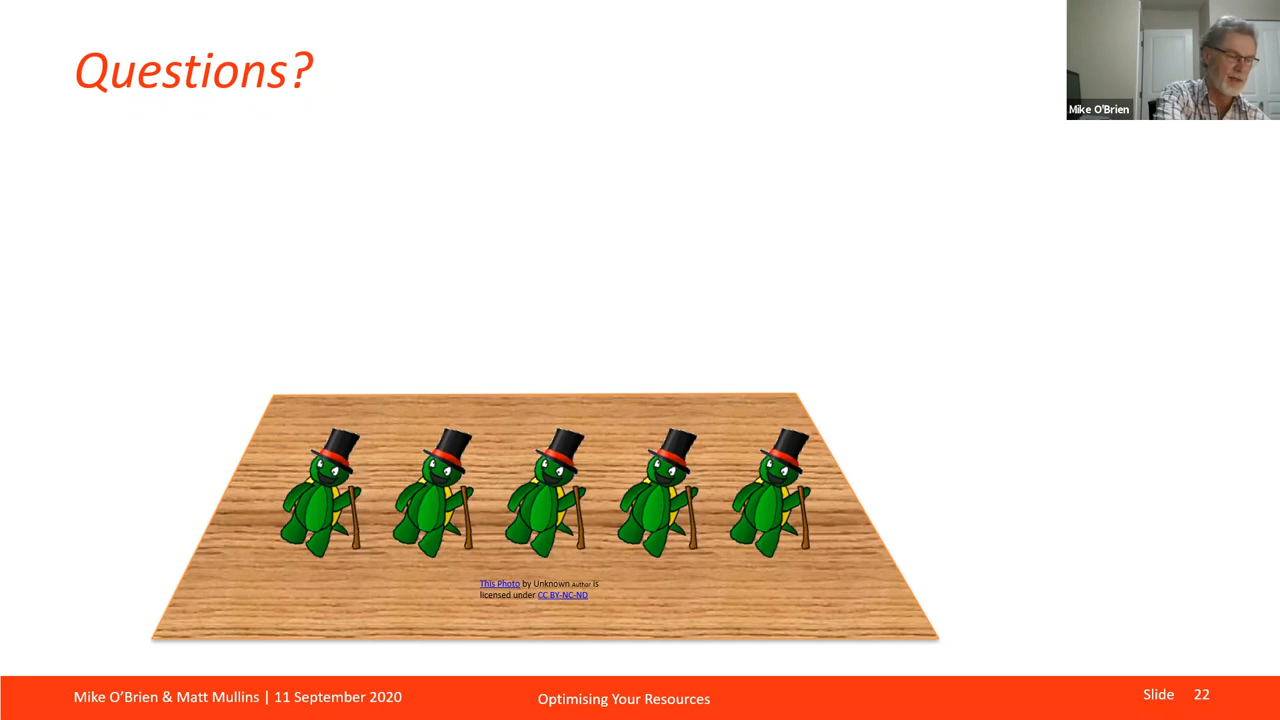 Questions?
Mike O'Brien
This Photo by Unknown Author is
licensed under CC BY-NC-ND
Mike O’Brien & Matt Mullins | 11 September 2020
Optimising Your Resources
Slide 22